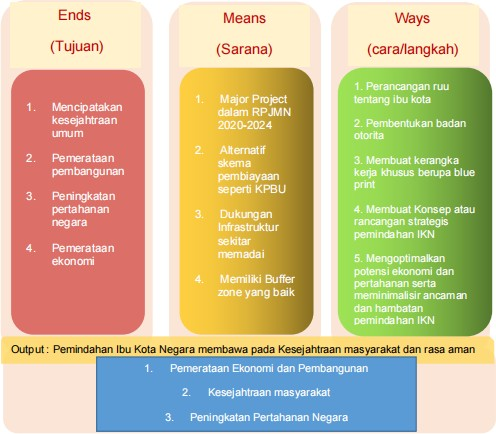 Ends
(Tujuan)
1. Mencipatakan
kesejahtraan
umum
2. Pemerataan
pembangunan
3. Peningkatan
pertahanan
negara
4. Pemerataan
ekonomi
Means
(Sarana)
1. Major Project
dalam RPJMN
2020-2024
2. Alternatif
skema
pembiayaan
seperti KPBU
3. Dukungan
Infrastruktur
sekitar
memadai
4. Memiliki Buffer
zone yang baik
Ways
(cara/langkah)
1. Perancangan ruu
tentang ibu kota
2. Pembentukan badan
otorita
3. Membuat kerangka
kerja khusus berupa blue
print
4. Membuat Konsep atau
rancangan strategis
pemindahan IKN
5. Mengoptimalkan
potensi ekonomi dan
pertahanan serta
meminimalisir ancaman
dan hambatan
pemindahan IKN
Output : Pemindahan Ibu Kota Negara membawa pada Kesejahtraan masyarakat dan rasa aman
1. Pemerataan Ekonomi dan Pembangunan
2. Kesejahtraan masyarakat
3. Peningkatan Pertahanan Negara